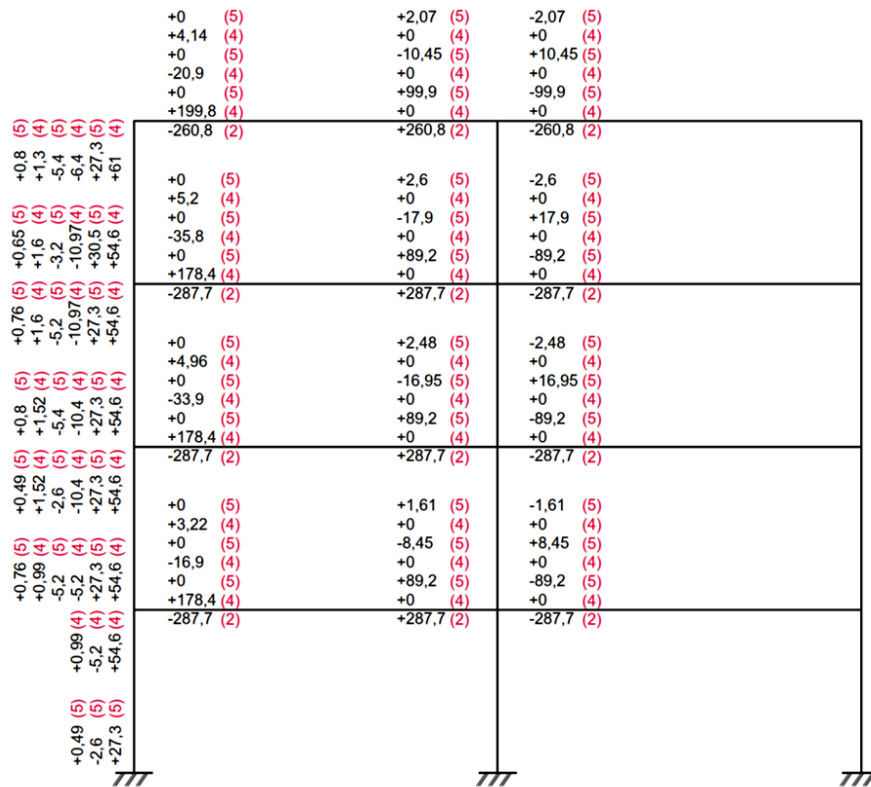 +0 (5) +2,07 (5) -2,07 (5)
+4,14 (4) +0 (4) +0 (4)
+0 (5) -10,45 (5) +10,45 (5)
-20,9 (4) +0 (4) +0 (4)
+0 (5) +99,9 (5) -99,9 (5)
+199,8 (4) +0 (4) +0 (4)
-260,8 (2) +260,8 (2) -260,8 (2)
+0,8 (5)
+1,3 (4)
-5,4 (5)
-6,4 (4)
+27,3 (5)
+61 (4)
+0 (5) +2,6 (5) -2,6 (5)
+5,2 (4) +0 (4) +0 (4)
+0 (5) -17,9 (5) +17,9 (5)
-35,8 (4) +0 (4) +0 (4)
+0 (5) +89,2 (5) -89,2 (5)
+178,4 (4) +0 (4) +0 (4)
-287,7 (2) +287,7 (2) -287,7 (2)
+0,65 (5)
+1,6 (4)
-3,2 (5)
-10,97 (4)
+30,5 (5)
+54,6 (4)
+0,76 (5)
+1,6 (4)
-5,2 (5)
-10,97 (4)
+27,3 (5)
+54,6 (4)
+0 (5) +2,48 (5) -2,48 (5)
+4,96 (4) +0 (4) +0 (4)
+0 (5) -16,95 (5) +16,95 (5)
-33,9 (4) +0 (4) +0 (4)
+0 (5) +89,2 (5) -89,2 (5)
+178,4 (4) +0 (4) +0 (4)
-287,7 (2) +287,7 (2) -287,7 (2)
+0,8 (5)
+1,52 (4)
-5,4 (5)
-10,4 (4)
+27,3 (5)
+54,6 (4)
+0,49 (5)
+1,52 (4)
-2,6 (5)
-10,4 (4)
+27,3 (5)
+54,6 (4)
+0 (5) +1,61 (5) -1,61 (5)
+3,22 (4) +0 (4) +0 (4)
+0 (5) -8,45 (5) +8,45 (5)
-16,9 (4) +0 (4) +0 (4)
+0 (5) +89,2 (5) -89,2 (5)
+178,4 (4) +0 (4) +0 (4)
-287,7 (2) +287,7 (2) -287,7 (2)
+0,76 (5)
+0,99 (4)
-5,2 (5)
-5,2 (4)
+27,3 (5)
+54,6 (4)
+0,99 (4)
-5,2 (4)
+54,6 (4)
+0,49 (5)
-2,6 (5)
+27,3 (5)